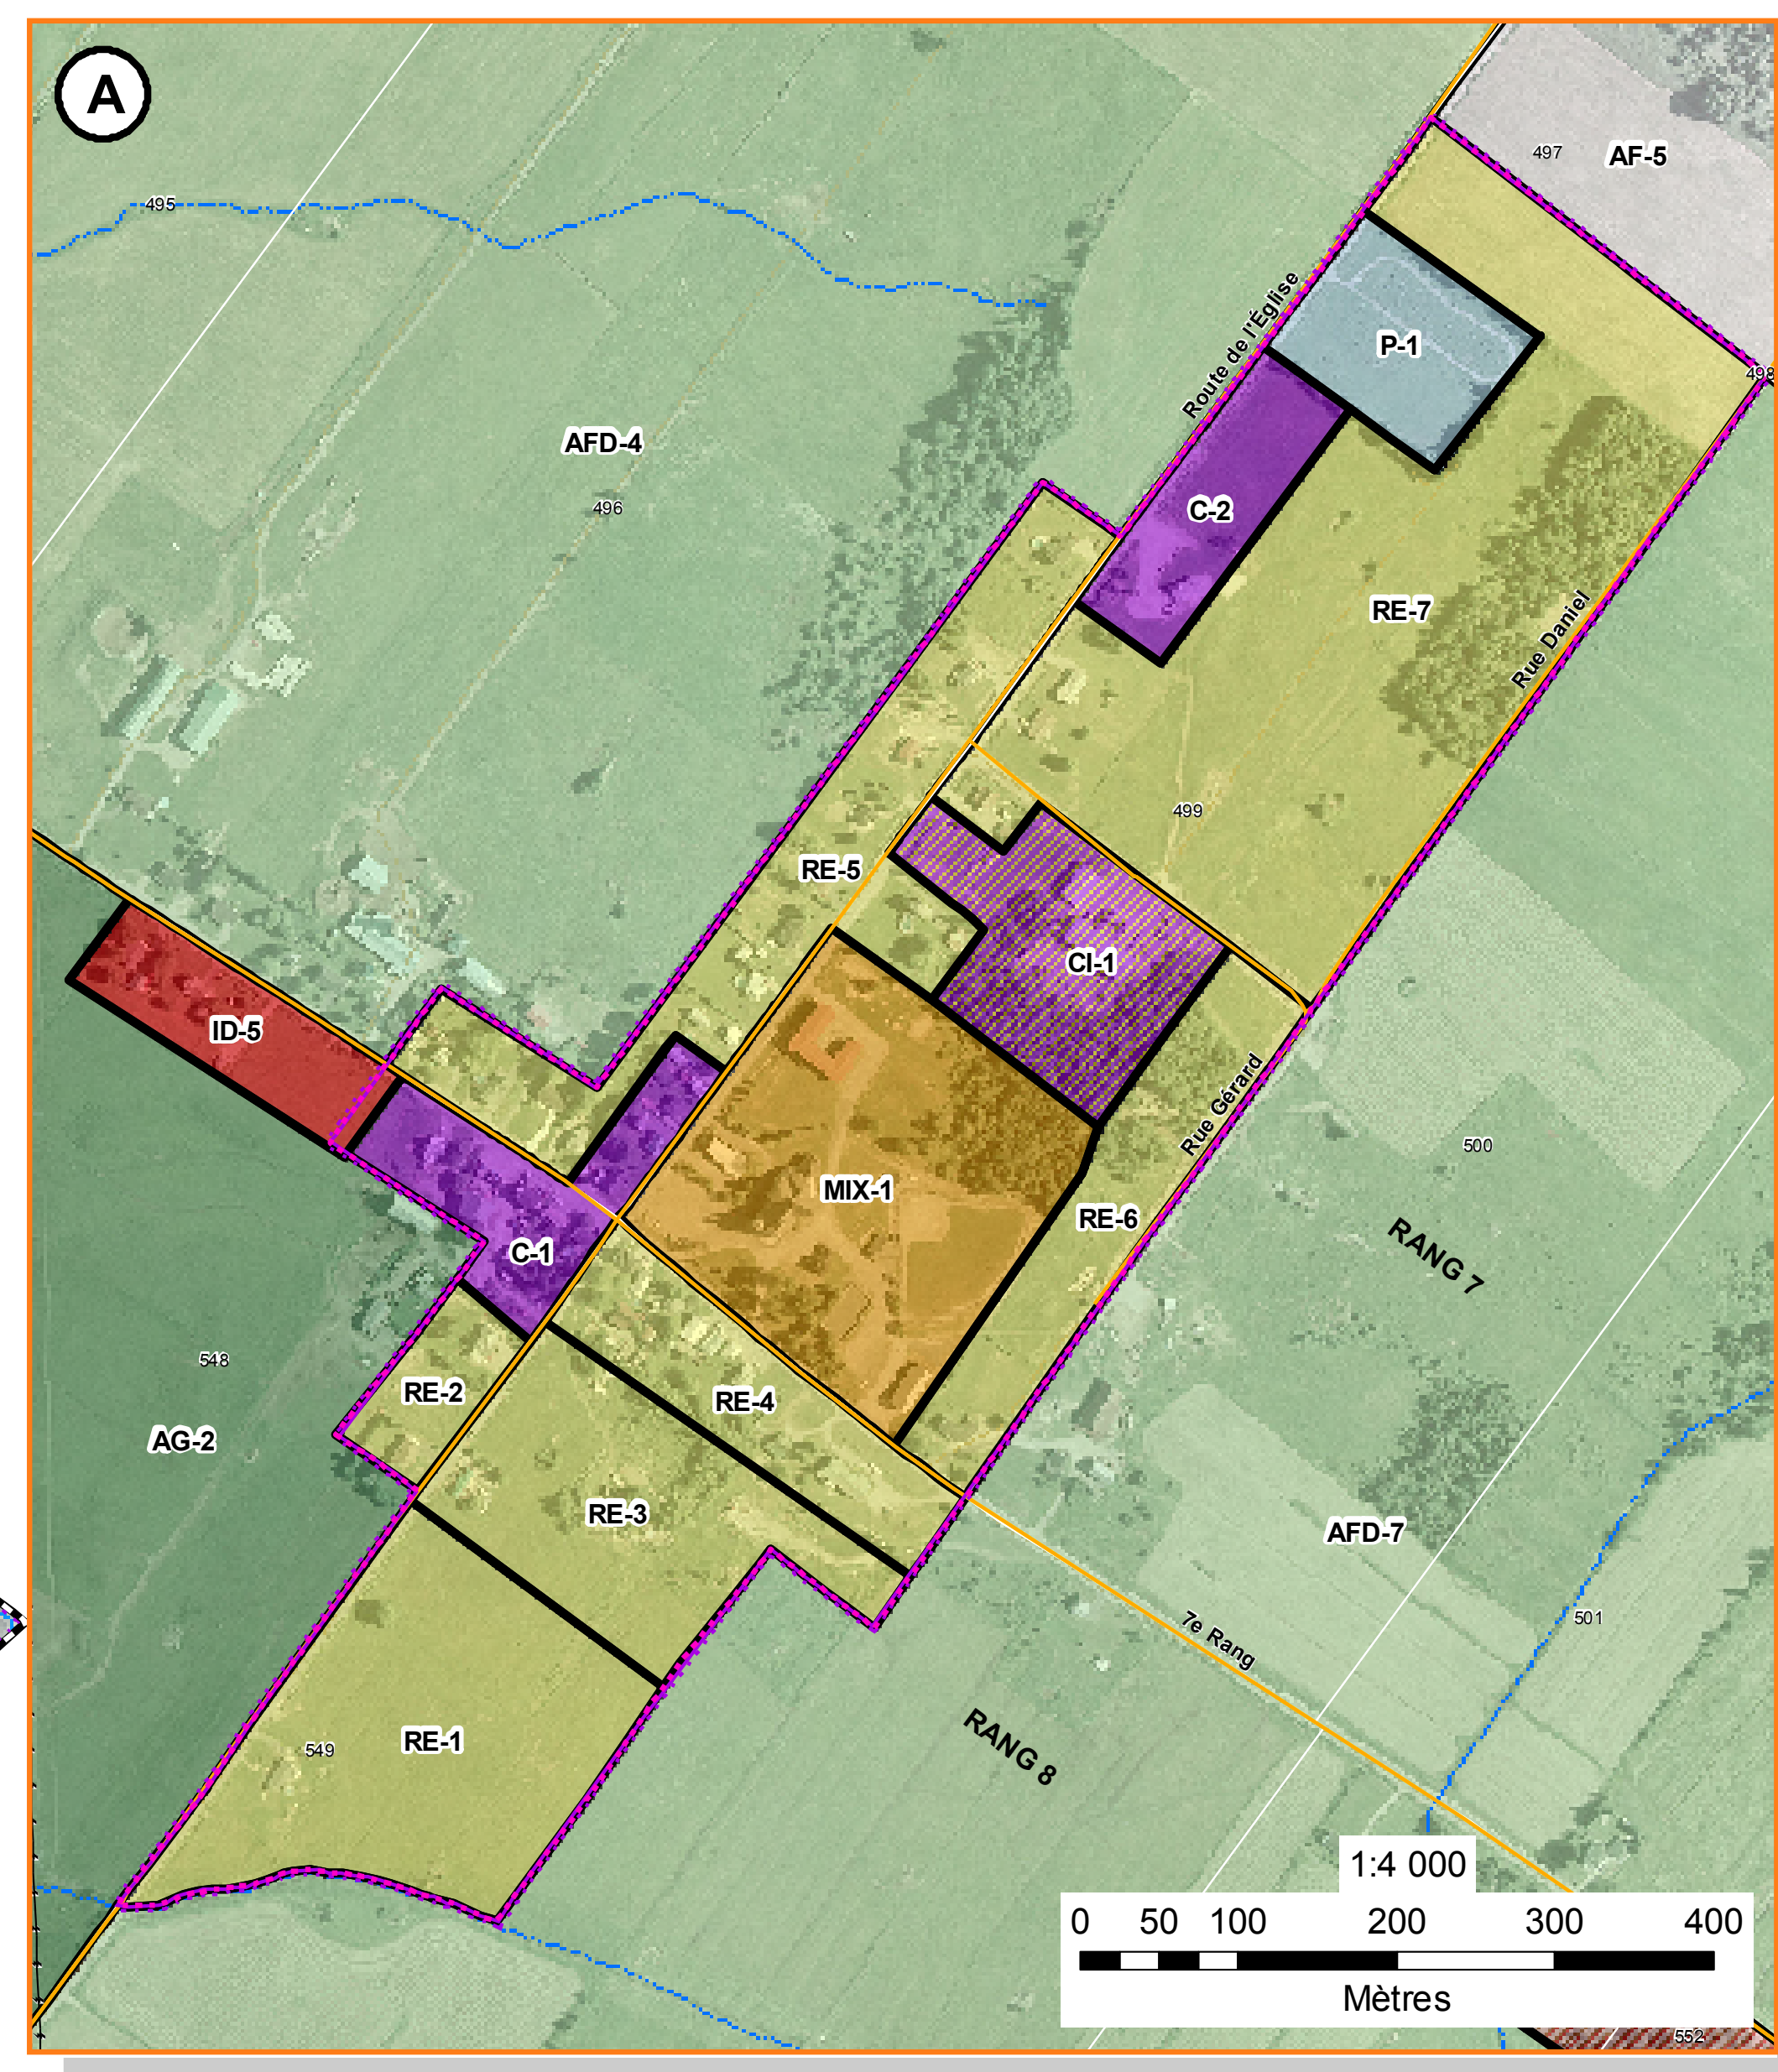 A
497
AF-5
495
Route de l'Église
P-1
498
AFD-4
496
C-2
RE-7
Rue Daniel
499
RE-5
CI-1
ID-5
Rue Gérard
500
MIX-1
RE-6
RANG 7
C-1
548
RE-2
RE-4
AG-2
RE-3
AFD-7
501
7e Rang
RE-1
549
RANG 8
1:4 000
0 50 100 200 300 400
Mètres
552